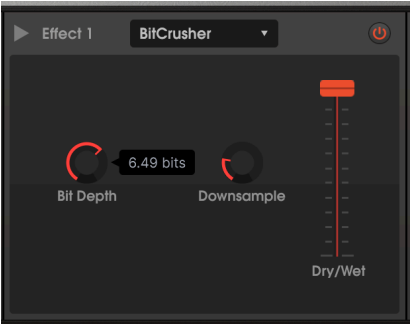 Effect 1
BitCrusher
6.49 bits
Bit Depth
Downsample
Dry/Wet